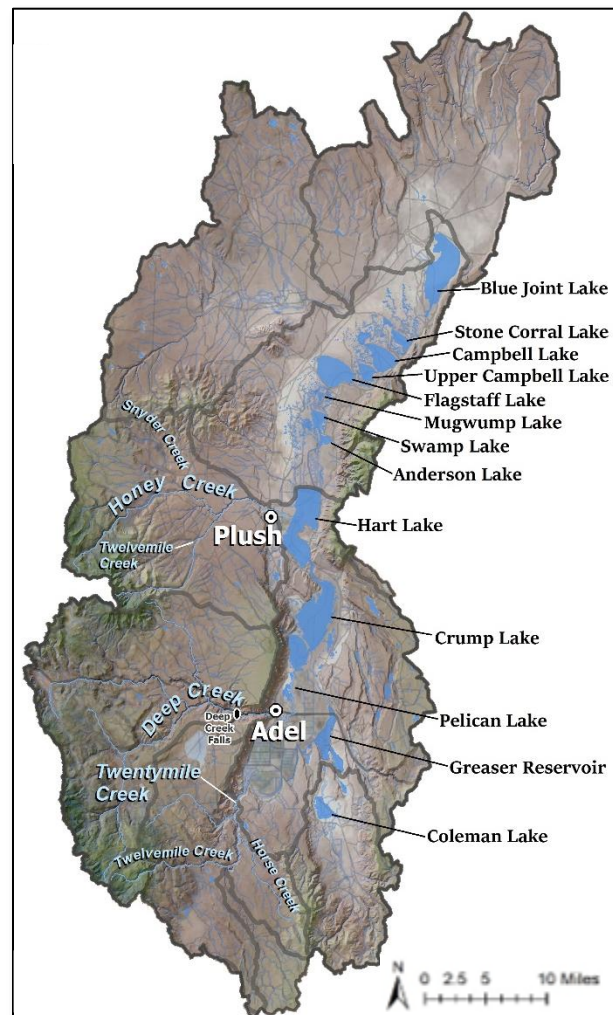 Blue Joint Lake
Stone Corral Lake
Campbell Lake
Upper Campbell Lake
Flagstaff Lake
Mugwump Lake
Swamp Lake
Anderson Lake
Snyder Creek
Honey Creek
Hart Lake
Plush
Twelvemile
Creek
Crump Lake
Deep Creek
Pelican Lake
Deep
Creek
Falls
Adel
Greaser Reservoir
Twentymile
Creek
Coleman Lake
Twelvemile Creek
Horse Creek
N
0 2.5 5 10 Miles